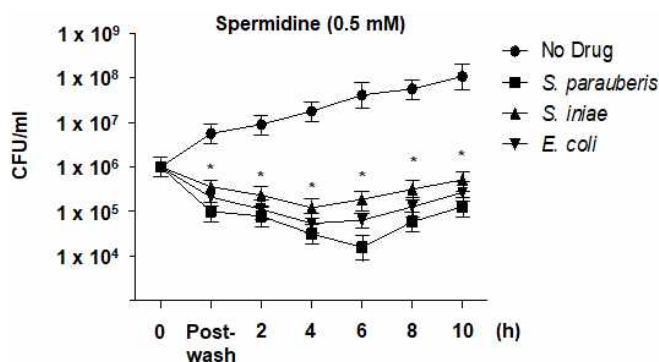 Spermidine (0.5 mM)
1 x 10⁹
1 x 10⁸
1 x 10⁷
1 x 10⁶
1 x 10⁵
1 x 10⁴
CFU/ml
* * * * * *
0 Post-wash 2 4 6 8 10 (h)
No Drug
S. parauberis
S. iniae
E. coli